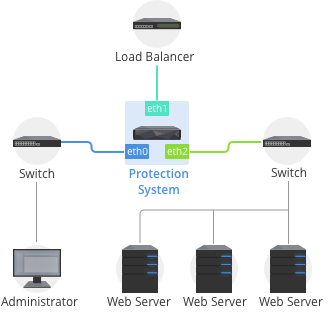 Load Balancer
eth1
eth0
eth2
Switch
Protection
System
Switch
Administrator
Web Server
Web Server
Web Server